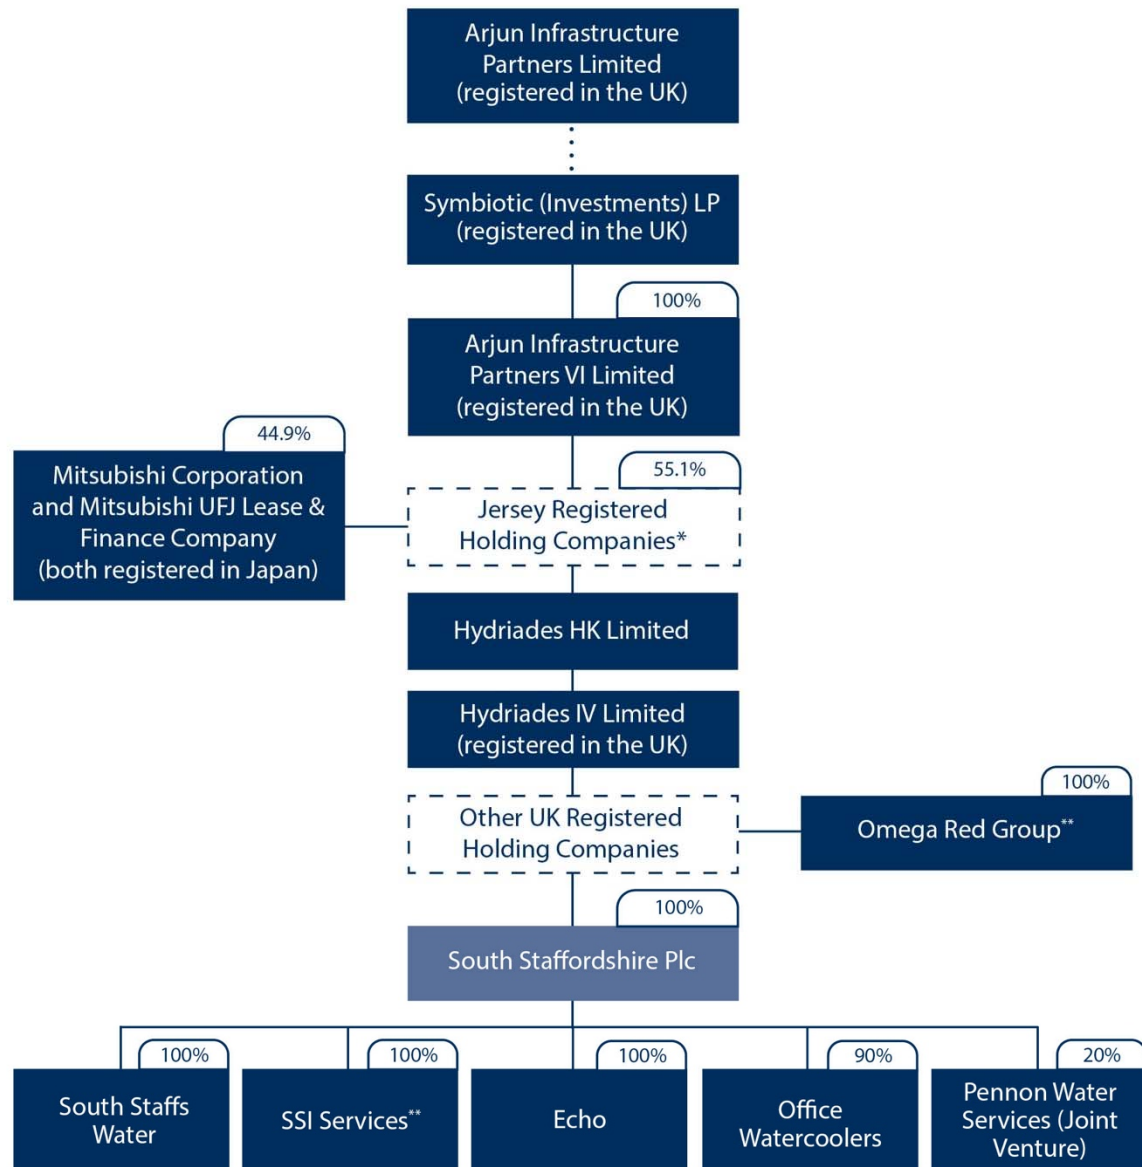 Arjun Infrastructure
Partners Limited
(registered in the UK)
Symbiotic (Investments) LP
(registered in the UK)
100%
Arjun Infrastructure
Partners VI Limited
(registered in the UK)
44.9%
Mitsubishi Corporation
and Mitsubishi UFJ Lease &
Finance Company
(both registered in Japan)
55.1%
Jersey Registered
Holding Companies*
Hydriades HK Limited
Hydriades IV Limited
(registered in the UK)
Other UK Registered
Holding Companies
100%
Omega Red Group**
100%
South Staffordshire Plc
100%
South Staffs
Water
100%
SSI Services**
100%
Echo
90%
Office
Watercoolers
20%
Pennon Water
Services (Joint
Venture)